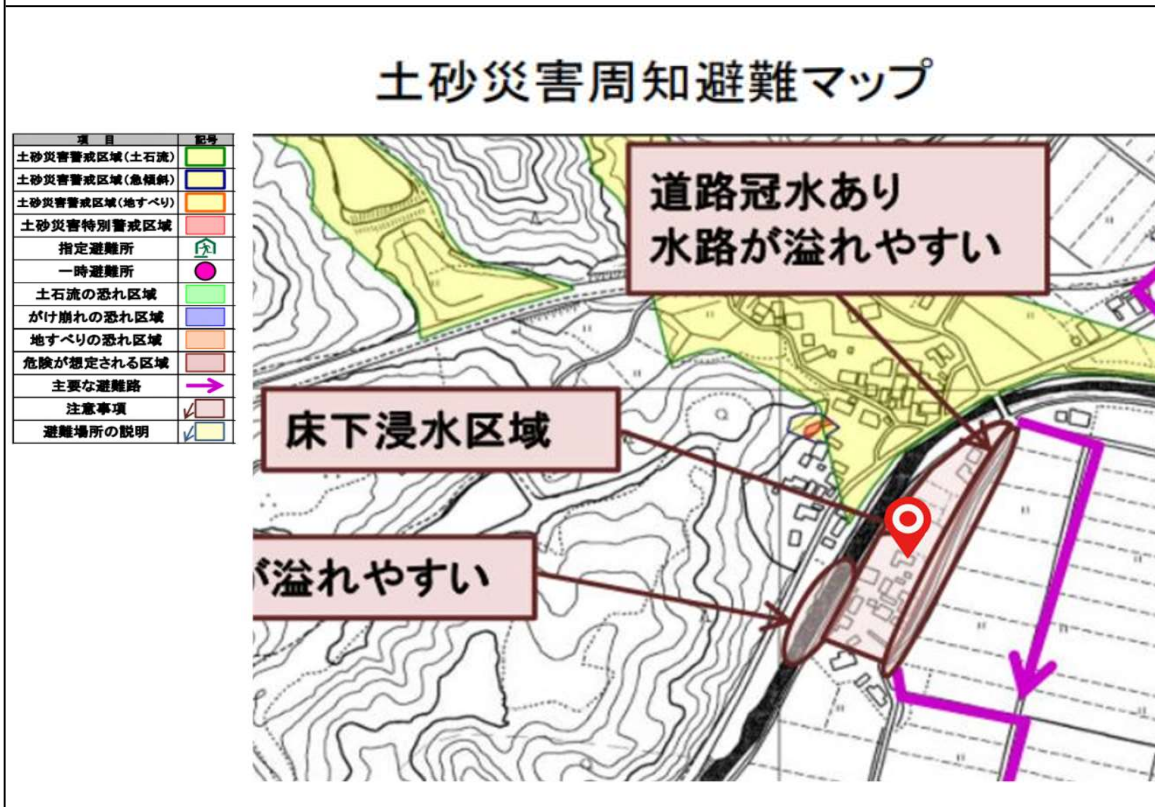 土砂災害周知避難マップ
項 目 記号
土砂災害警戒区域(土石流)
土砂災害警戒区域(急傾斜)
土砂災害警戒区域(地すべり)
土砂災害特別警戒区域
指定避難所
一時避難所
土石流の恐れ区域
がけ崩れの恐れ区域
地すべりの恐れ区域
危険が想定される区域
主要な避難路
注意事項
避難場所の説明
道路冠水あり
水路が溢れやすい
床下浸水区域
が溢れやすい